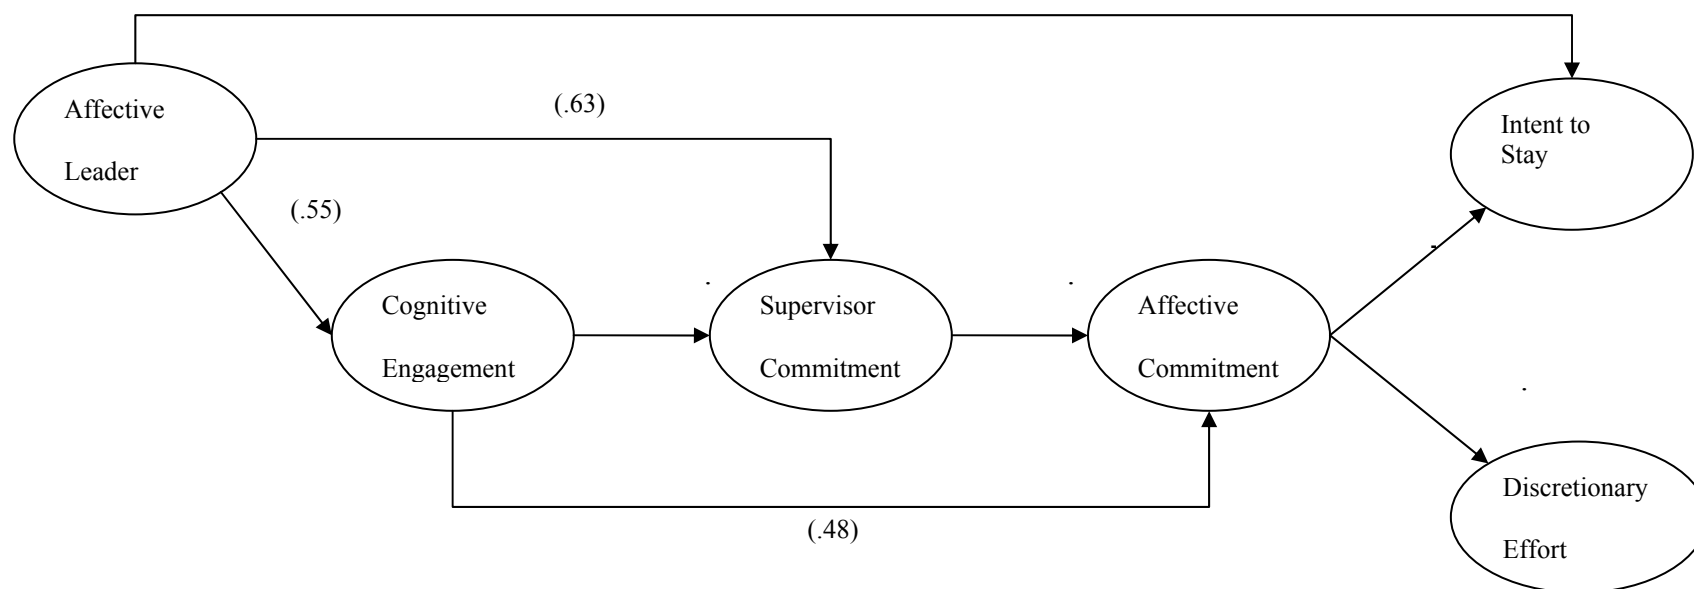 Affective
Leader
(.63)
Intent to
Stay
(.55)
Cognitive
Engagement
Supervisor
Commitment
Affective
Commitment
Discretionary
Effort
(.48)